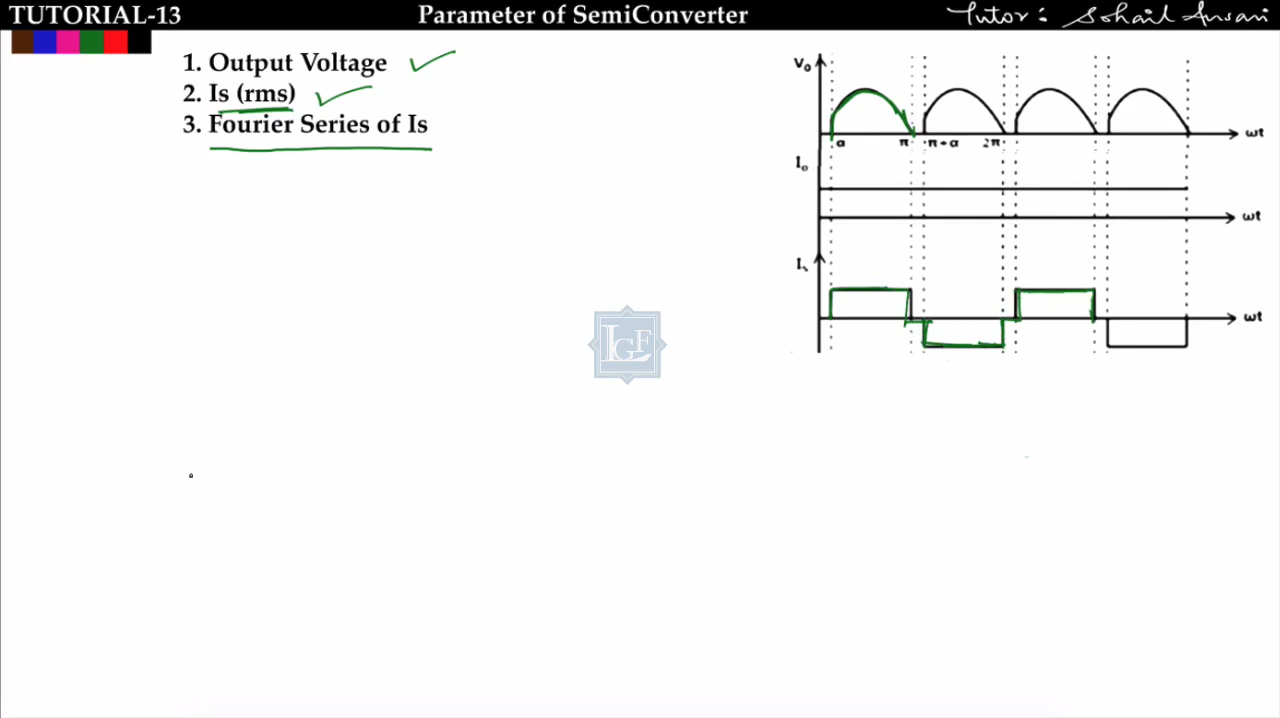 TUTORIAL-13
Parameter of SemiConverter
Tutor : Sohail Ansari
1. Output Voltage
2. Is (rms)
3. Fourier Series of Is
Vo
ωt
α
π
π+α
2π
Io
ωt
Is
ωt
LGF